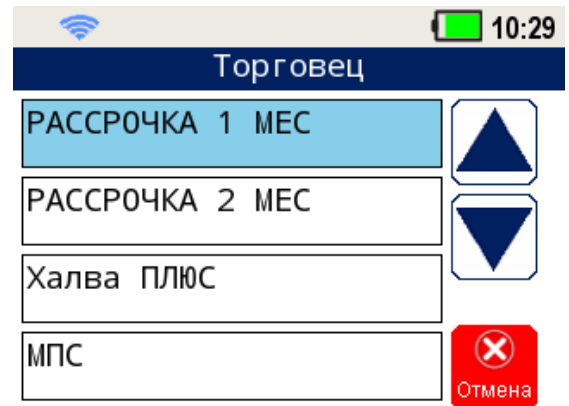 10:29
Торговец
РАССРОЧКА 1 МЕС
РАССРОЧКА 2 МЕС
Халва ПЛЮС
МПС
Отмена